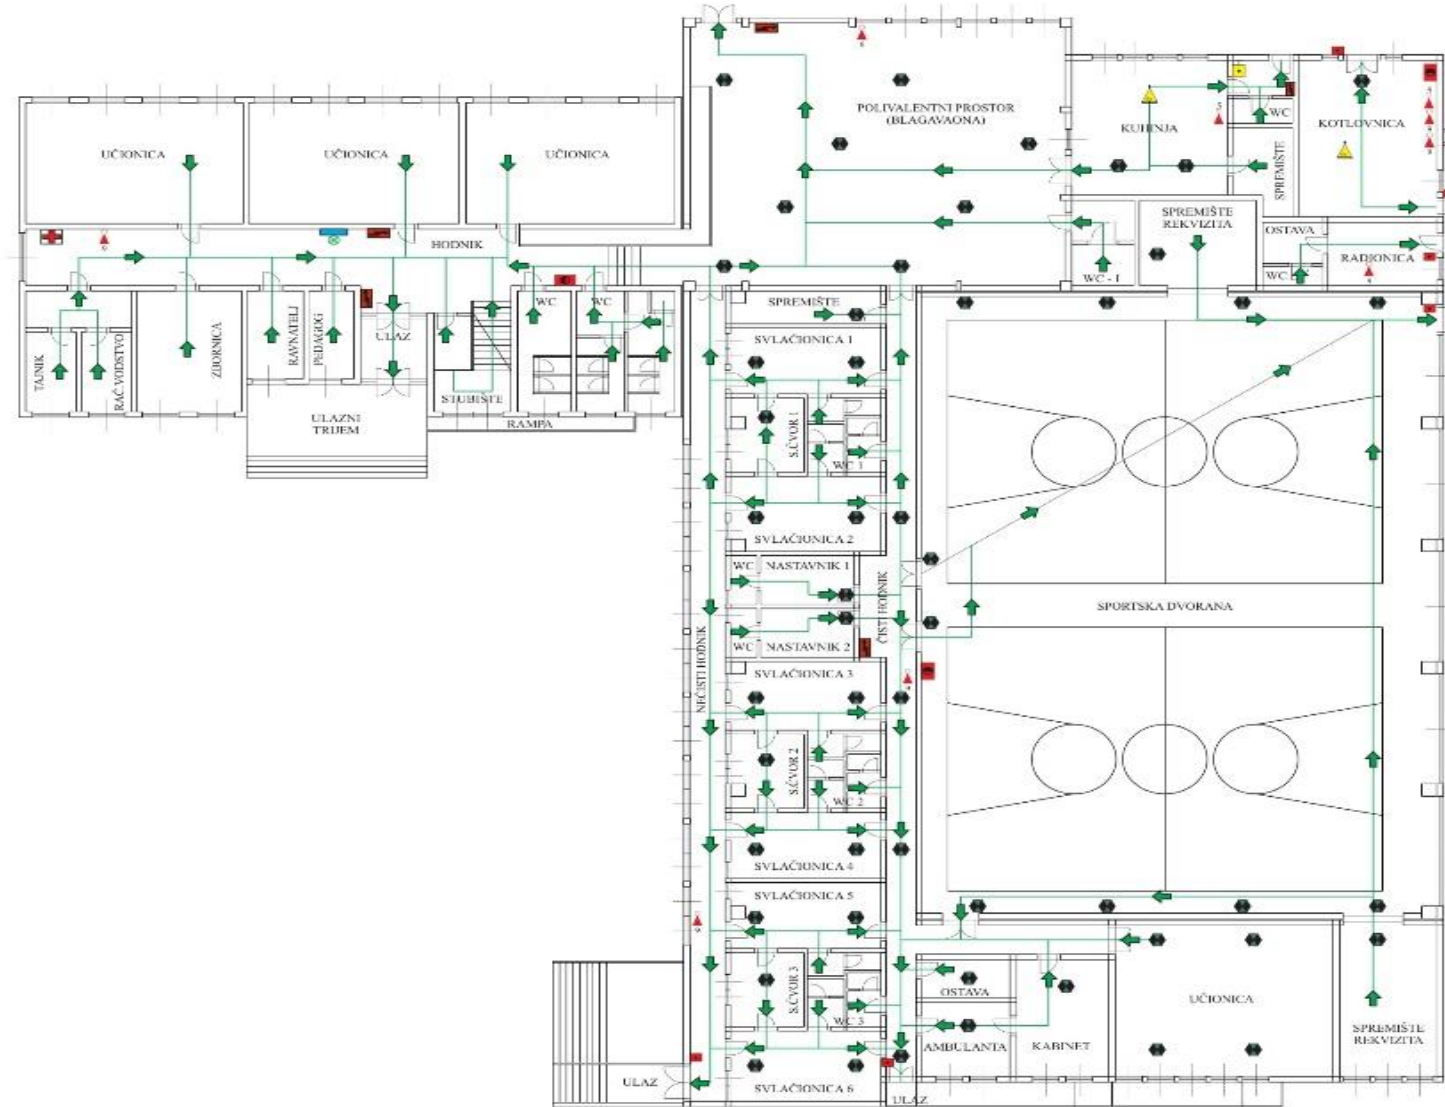 POLIVALENTNI PROSTOR
(BLAGAVAONA)
KUHINJA
WC
KOTLOVNICA
UČIONICA
UČIONICA
UČIONICA
SPREMIŠTE
SPREMIŠTE
REKVIZITA
OSTAVA
HODNIK
RADIONICA
WC - I
WC
WC
WC
SPREMIŠTE
TAJNIK
RAČ.VODSTVO
ZBORNICA
RAVNATELJ
PEDAGOG
ULAZ
SVLAČIONICA 1
STUBIŠTE
ULAZNI
TRIJEM
RAMPA
S.ČVOR 1
WC 1
SVLAČIONICA 2
WC
NASTAVNIK 1
NEČISTI HODNIK
ČISTI HODNIK
SPORTSKA DVORANA
WC
NASTAVNIK 2
SVLAČIONICA 3
S.ČVOR 2
WC 2
SVLAČIONICA 4
SVLAČIONICA 5
S.ČVOR 3
WC 3
OSTAVA
UČIONICA
SPREMIŠTE
REKVIZITA
AMBULANTA
KABINET
ULAZ
SVLAČIONICA 6
ULAZ